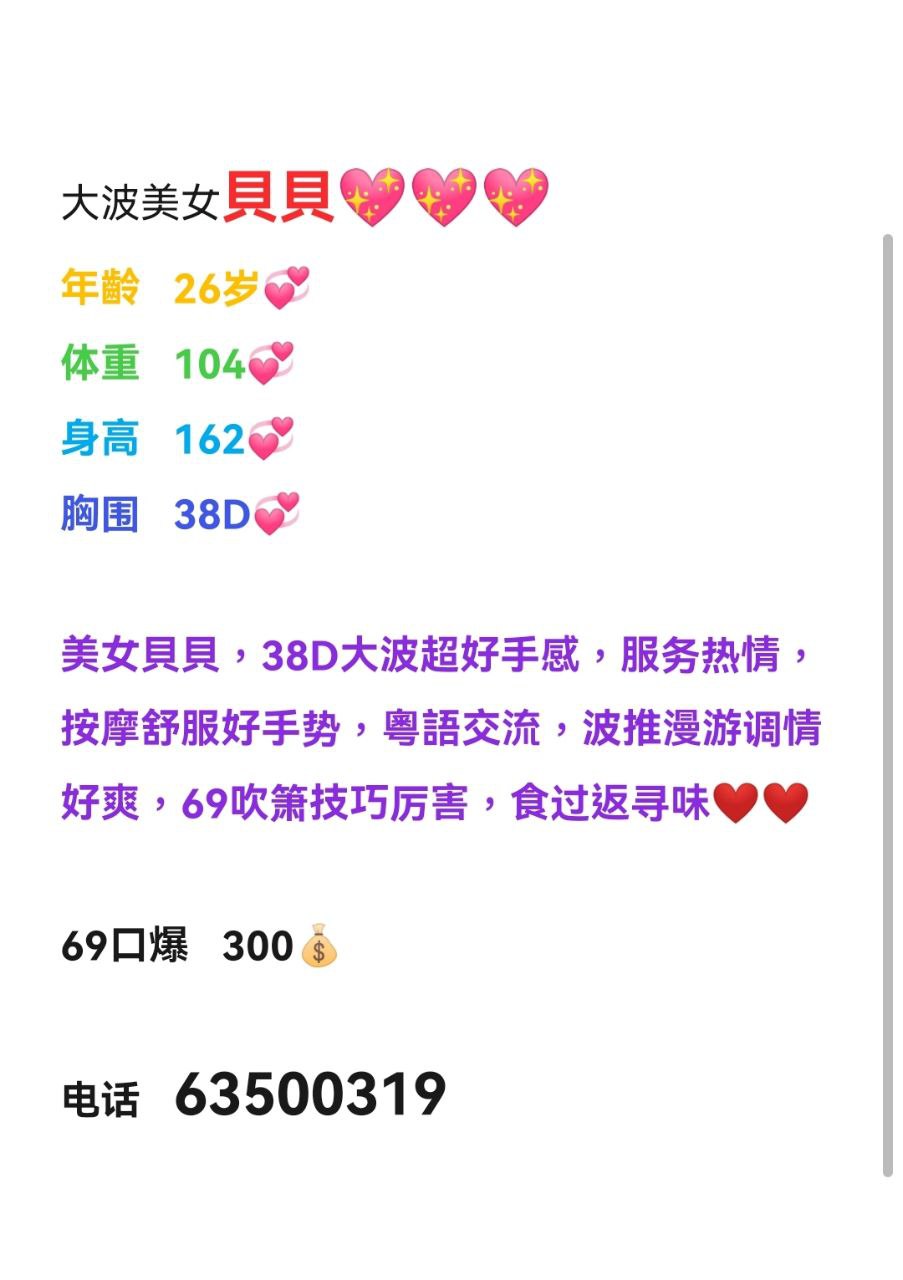 大波美女貝貝💖💖💖
年龄 26岁💞
体重 104💞
身高 162💞
胸围 38D💞
美女貝貝，38D大波超好手感，服务热情，
按摩舒服好手势，粵語交流，波推漫游调情
好爽，69吹箫技巧厉害，食过返寻味❤️❤️
69口爆 300💰
电话 63500319